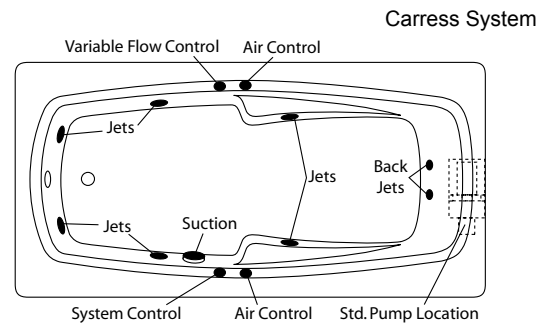 Carress System
Variable Flow Control
Air Control
Jets
Jets
Back
Jets
Jets
Suction
System Control
Air Control
Std. Pump Location